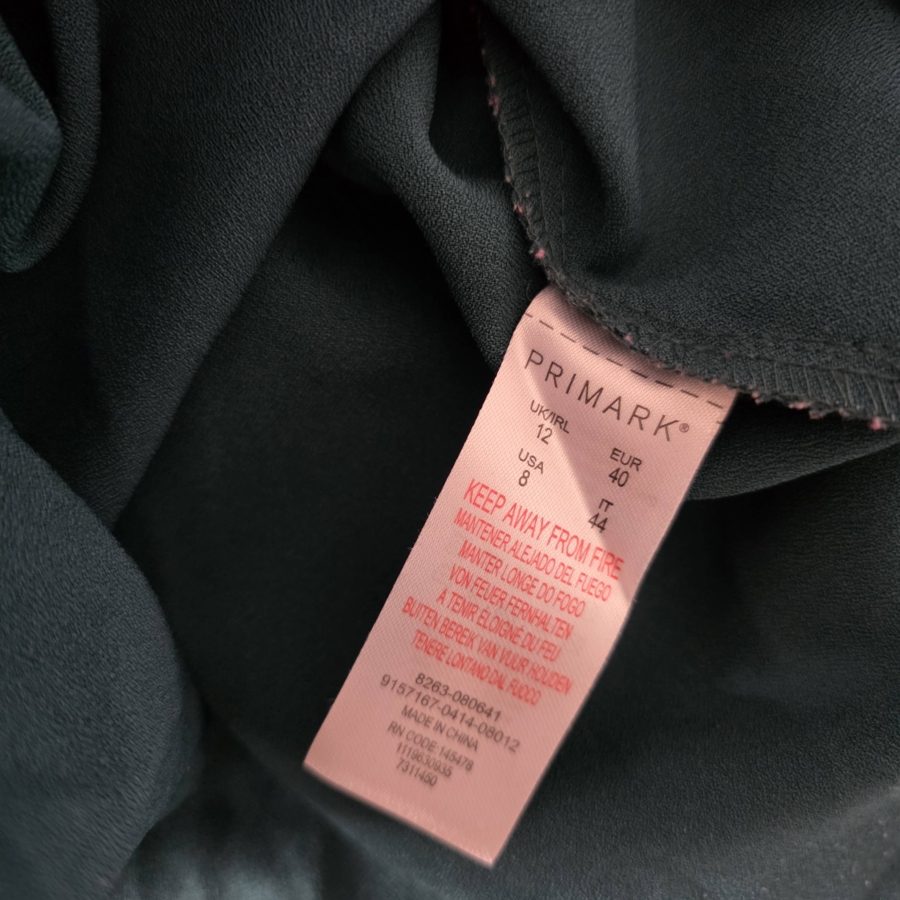 PRIMARK®
UK/IRL
12
EUR
40
USA
8
IT
44
KEEP AWAY FROM FIRE
MANTENER ALEJADO DEL FUEGO
MANTER LONGE DO FOGO
VON FEUER FERNHALTEN
À TENIR ÉLOIGNÉ DU FEU
BUITEN BEREIK VAN VUUR HOUDEN
TENERE LONTANO DAL FUOCO
8263-080641
9157167-0414-08012
MADE IN CHINA
RN CODE:145478
1119630935
7311450